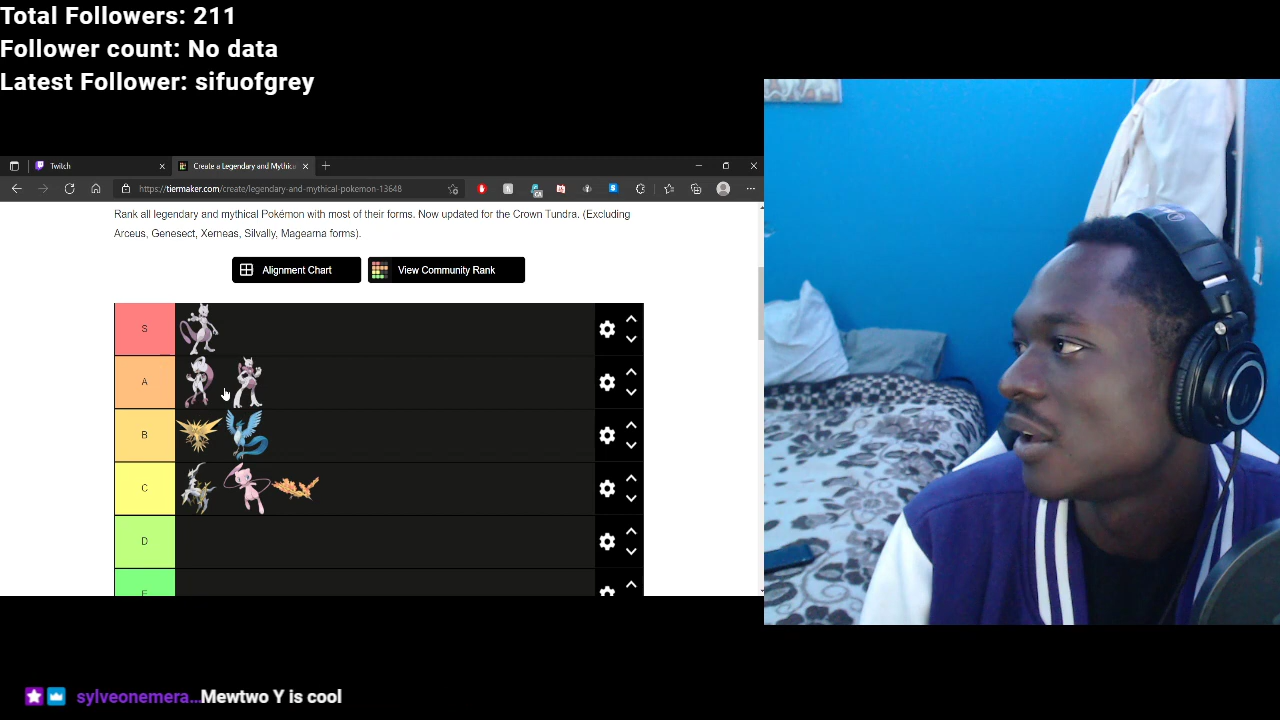 Total Followers: 211
Follower count: No data
Latest Follower: sifuofgrey
Twitch
Create a Legendary and Mythica
https://tiermaker.com/create/legendary-and-mythical-pokemon-13648
Rank all legendary and mythical Pokémon with most of their forms. Now updated for the Crown Tundra. (Excluding
Arceus, Genesect, Xerneas, Silvally, Magearna forms).
Alignment Chart
View Community Rank
S
A
B
C
D
sylveonemera... Mewtwo Y is cool